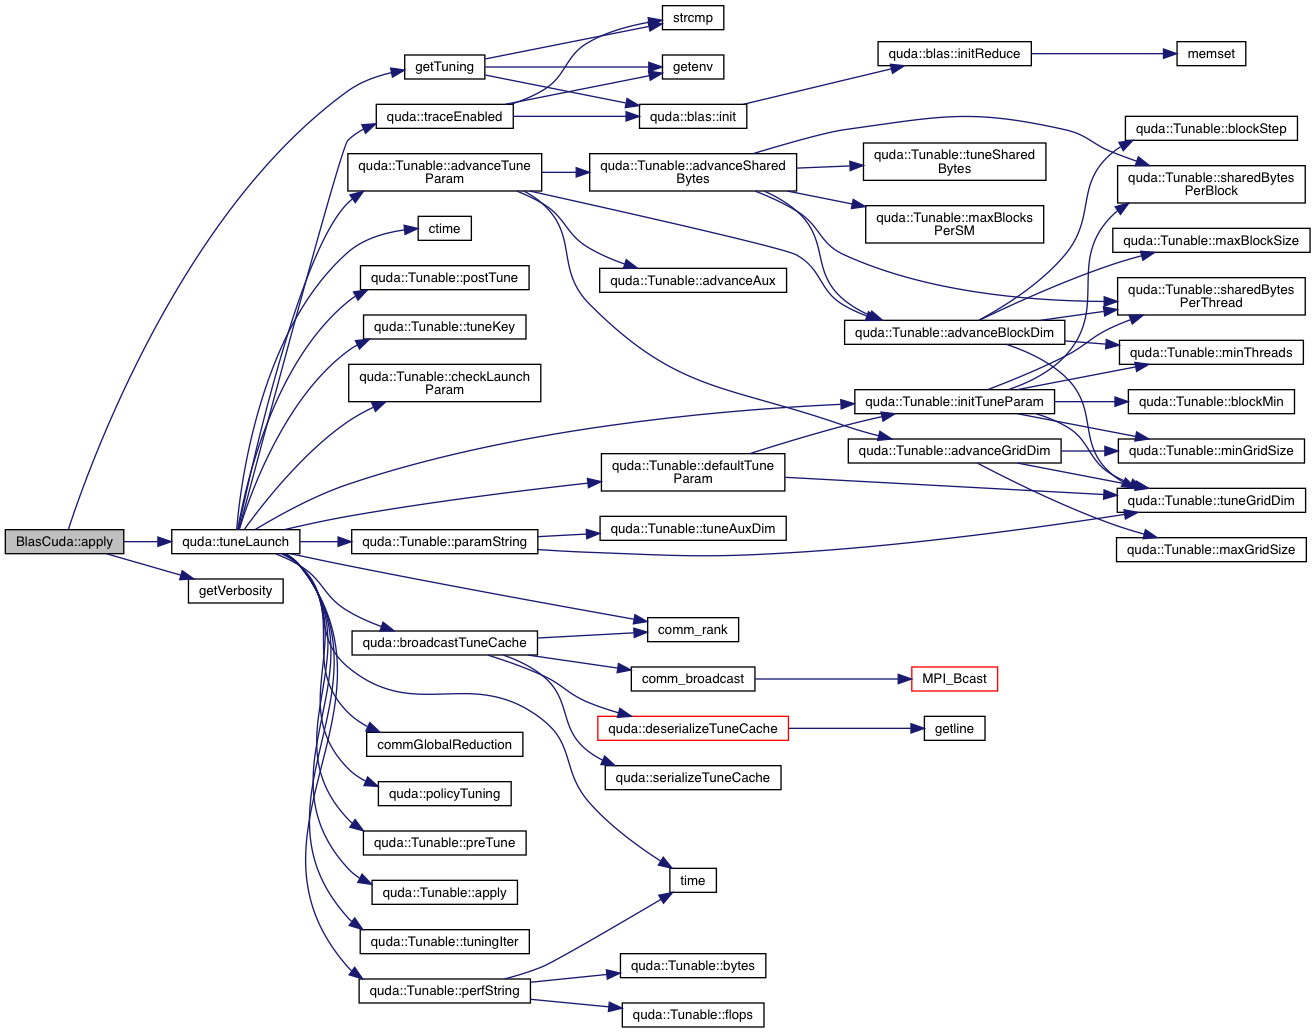 strcmp
getTuning
getenv
quda::blas::initReduce
memset
quda::traceEnabled
quda::blas::init
quda::Tunable::blockStep
quda::Tunable::advanceTune
Param
quda::Tunable::advanceShared
Bytes
quda::Tunable::tuneShared
Bytes
quda::Tunable::sharedBytes
PerBlock
ctime
quda::Tunable::maxBlocks
PerSM
quda::Tunable::maxBlockSize
quda::Tunable::postTune
quda::Tunable::advanceAux
quda::Tunable::sharedBytes
PerThread
quda::Tunable::tuneKey
quda::Tunable::advanceBlockDim
quda::Tunable::minThreads
quda::Tunable::checkLaunch
Param
quda::Tunable::initTuneParam
quda::Tunable::blockMin
quda::Tunable::advanceGridDim
quda::Tunable::minGridSize
quda::Tunable::defaultTune
Param
quda::Tunable::tuneGridDim
BlasCuda::apply
quda::tuneLaunch
quda::Tunable::paramString
quda::Tunable::tuneAuxDim
quda::Tunable::maxGridSize
getVerbosity
comm_rank
quda::broadcastTuneCache
comm_broadcast
MPI_Bcast
quda::deserializeTuneCache
getline
commGlobalReduction
quda::serializeTuneCache
quda::policyTuning
quda::Tunable::preTune
time
quda::Tunable::apply
quda::Tunable::tuningIter
quda::Tunable::bytes
quda::Tunable::perfString
quda::Tunable::flops